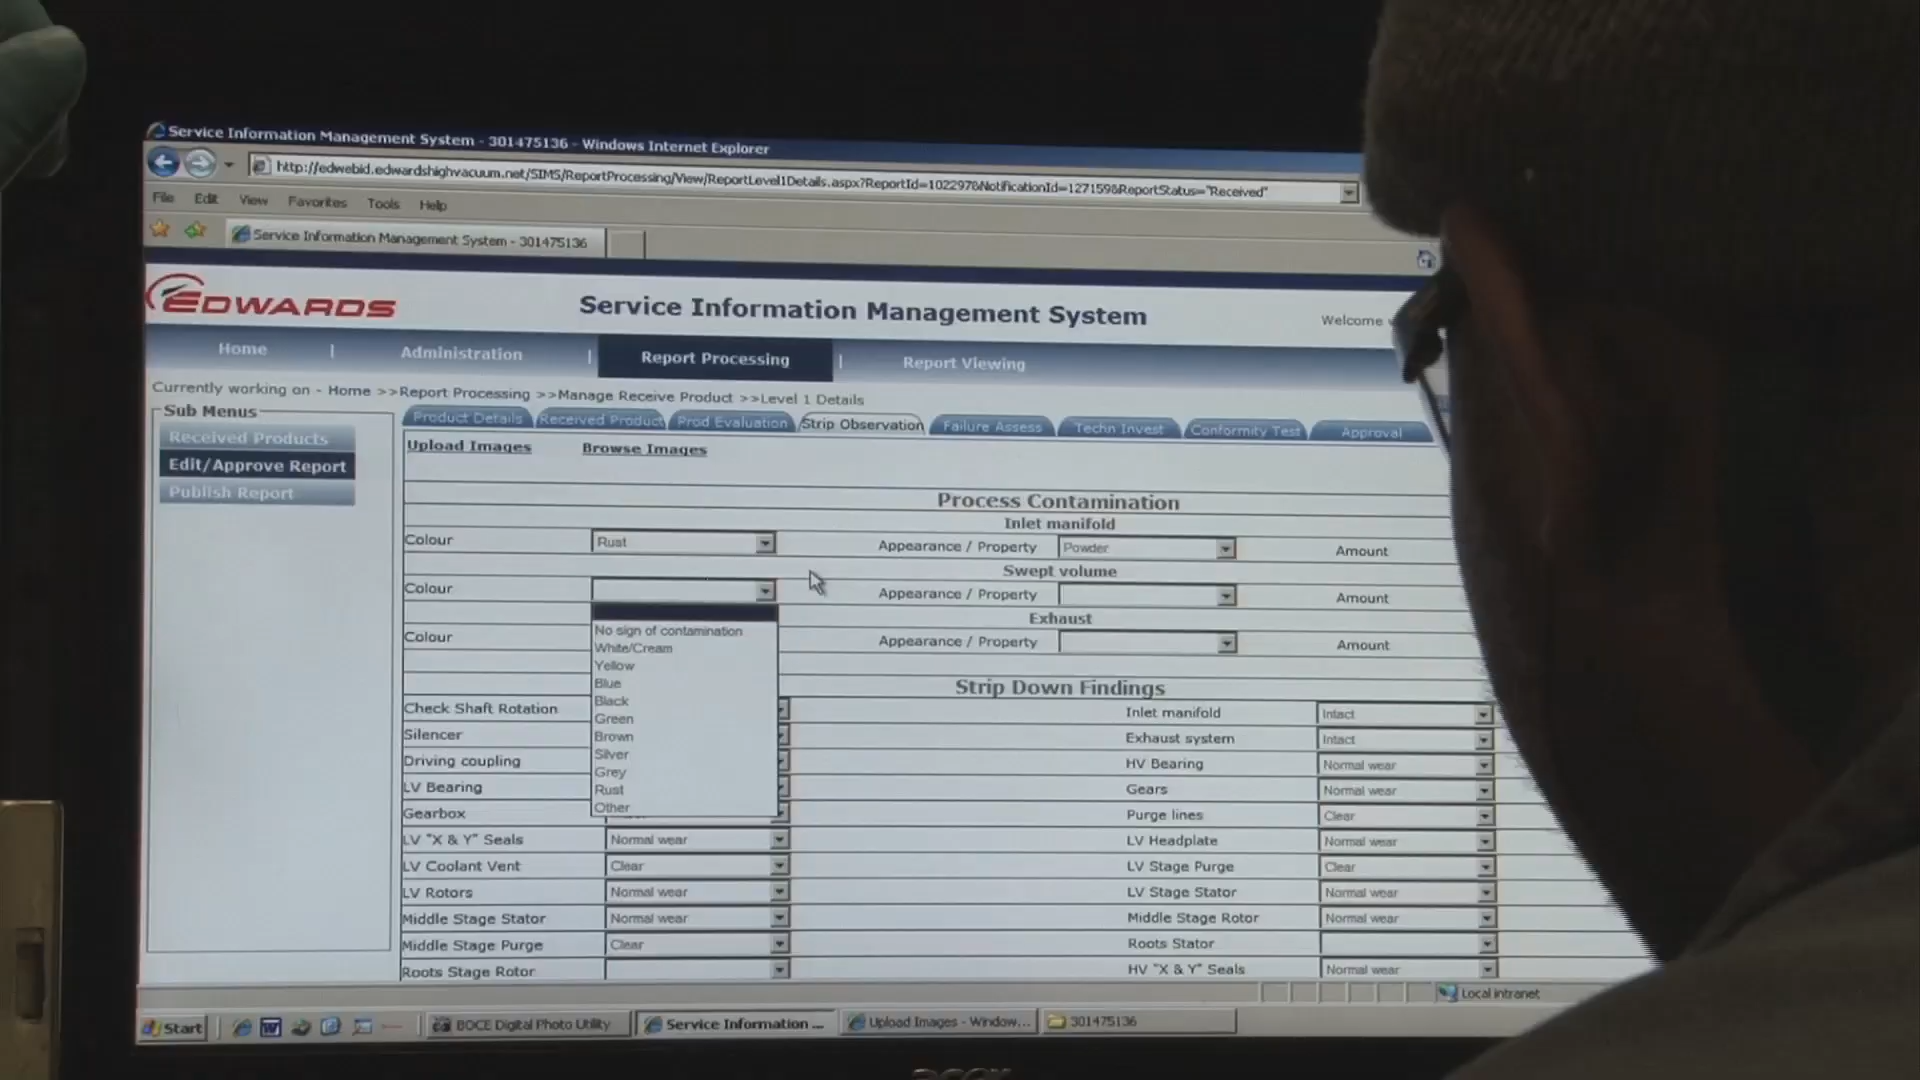 Service Information Management System - 301475136 - Windows Internet Explorer
http://edwebid.edwardshighvacuum.net/SIMS/ReportProcessing/View/ReportLevel1Details.aspx?ReportId=102297&NotificationId=127159&ReportStatus="Received"
File Edit View Favorites Tools Help
Service Information Management System - 301475136
EDWARDS
Service Information Management System
Welcome
Home | Administration | Report Processing | Report Viewing
Currently working on - Home >>Report Processing >>Manage Receive Product >>Level 1 Details
Sub Menus
Received Products
Edit/Approve Report
Publish Report
Product Details Received Product Prod Evaluation Strip Observation Failure Assess Techn Invest Conformity Test Approval
Upload Images Browse Images
Process Contamination
Inlet manifold
Colour Rust Appearance / Property Powder Amount
Swept volume
Colour Appearance / Property Amount
Exhaust
Colour Appearance / Property Amount
No sign of contamination
White/Cream
Yellow
Blue
Black
Green
Brown
Silver
Grey
Rust
Other
Strip Down Findings
Check Shaft Rotation Inlet manifold Intact
Silencer Exhaust system Intact
Driving coupling HV Bearing Normal wear
LV Bearing Gears Normal wear
Gearbox Purge lines Clear
LV "X & Y" Seals Normal wear LV Headplate Normal wear
LV Coolant Vent Clear LV Stage Purge Clear
LV Rotors Normal wear LV Stage Stator Normal wear
Middle Stage Stator Normal wear Middle Stage Rotor Normal wear
Middle Stage Purge Clear Roots Stator
Roots Stage Rotor HV "X & Y" Seals Normal wear
Local intranet
Start BOCE Digital Photo Utility Service Information ... Upload Images - Window... 301475136